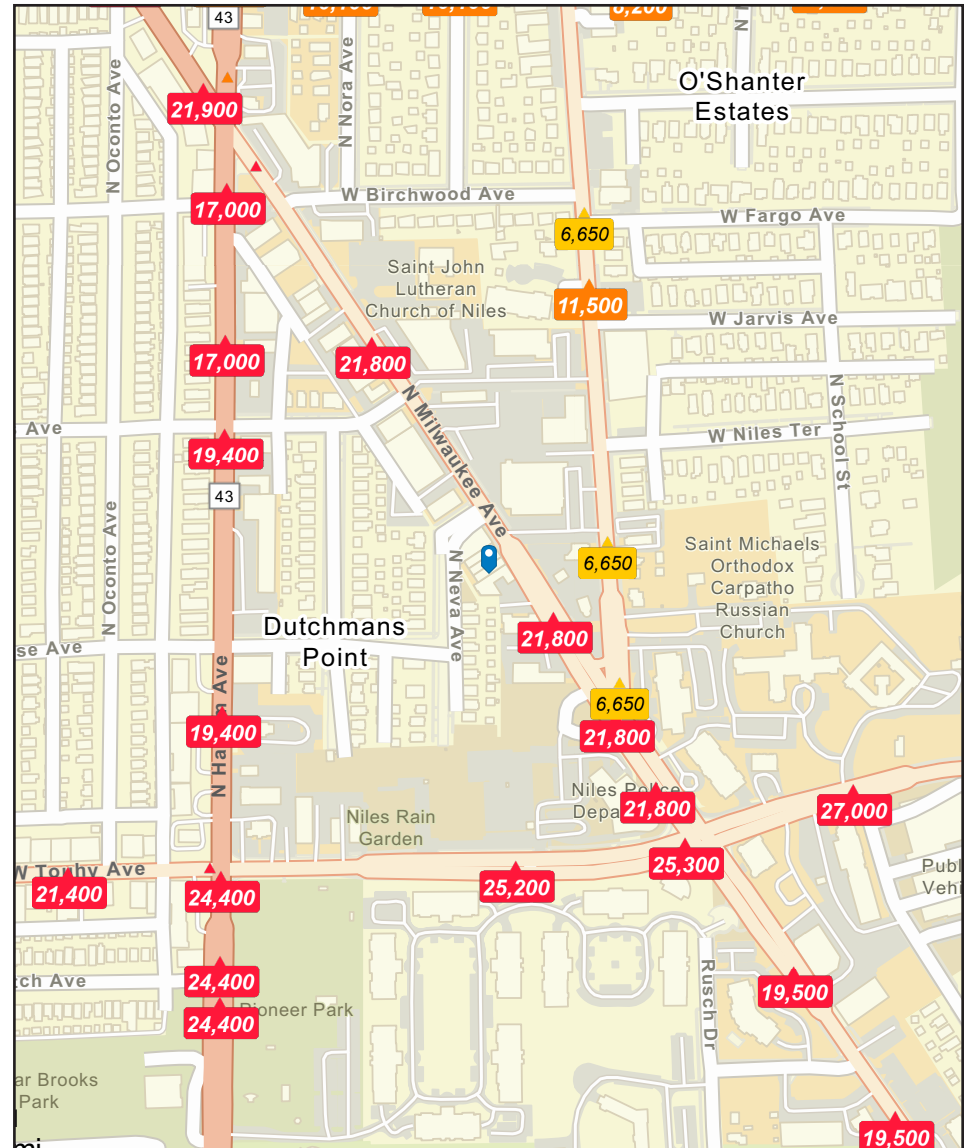 43
8,200
N
O'Shanter
Estates
N Oconto Ave
N Nora Ave
21,900
W Birchwood Ave
17,000
6,650
W Fargo Ave
Saint John
Lutheran
Church of Niles
11,500
W Jarvis Ave
17,000
21,800
N Milwaukee Ave
N School St
Ave
19,400
W Niles Ter
43
N Oconto Ave
N Neva Ave
6,650
Saint Michaels
Orthodox
Carpatho
Russian
Church
Dutchmans
Point
21,800
se Ave
6,650
19,400
N Ha
Ave
21,800
Niles Police
Depa
21,800
27,000
Niles Rain
Garden
W Touhy Ave
21,400
24,400
25,200
25,300
Publ
Vehi
tch Ave
24,400
19,500
Rusch Dr
Pioneer Park
24,400
ar Brooks
Park
mi
19,500